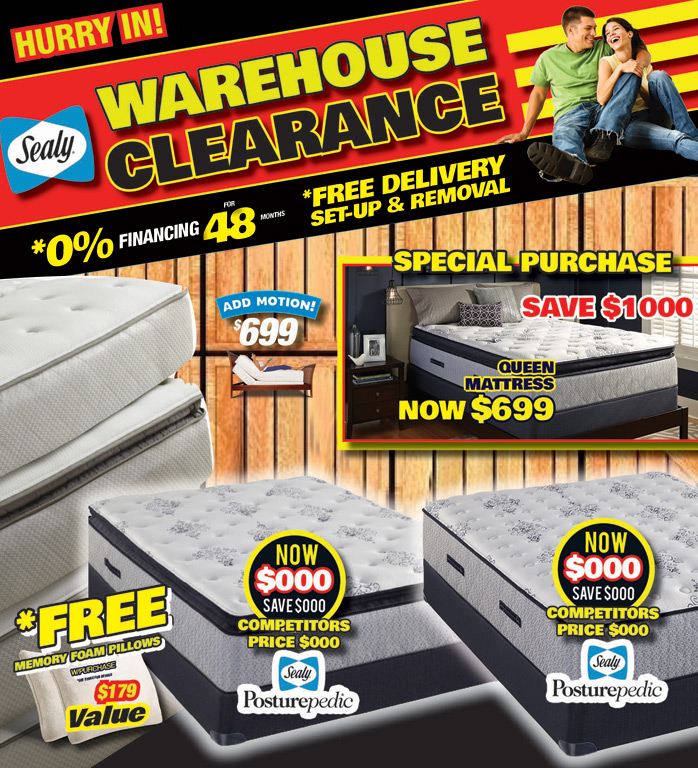 HURRY IN!
WAREHOUSE
CLEARANCE
Sealy
*0% FINANCING FOR 48 MONTHS
*FREE DELIVERY
SET-UP & REMOVAL
SPECIAL PURCHASE
SAVE $1000
QUEEN
MATTRESS
NOW $699
ADD MOTION!
$699
NOW
$000
SAVE $000
COMPETITORS
PRICE $000
Sealy
Posturepedic
NOW
$000
SAVE $000
COMPETITORS
PRICE $000
Sealy
Posturepedic
*FREE
MEMORY FOAM PILLOWS
W/PURCHASE
$179
Value